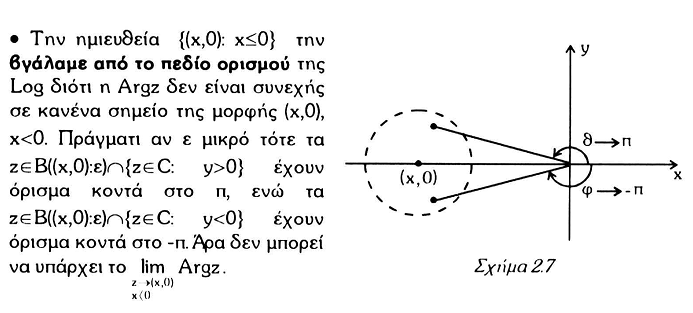 • Την ημιευθεία {(x,0): x≤0} την
βγάλαμε από το πεδίο ορισμού της
Log διότι η Argz δεν είναι συνεχής
σε κανένα σημείο της μορφής (x,0),
x<0. Πράγματι αν ε μικρό τότε τα
z∈B((x,0):ε)∩{z∈C: y>0} έχουν
όρισμα κοντά στο π, ενώ τα
z∈B((x,0):ε)∩{z∈C: y<0} έχουν
όρισμα κοντά στο -π. Άρα δεν μπορεί
να υπάρχει το lim Argz.
z→(x,0)
x⟨0
y
ϑ→π
x
(x,0)
φ→-π
Σχήμα 2.7